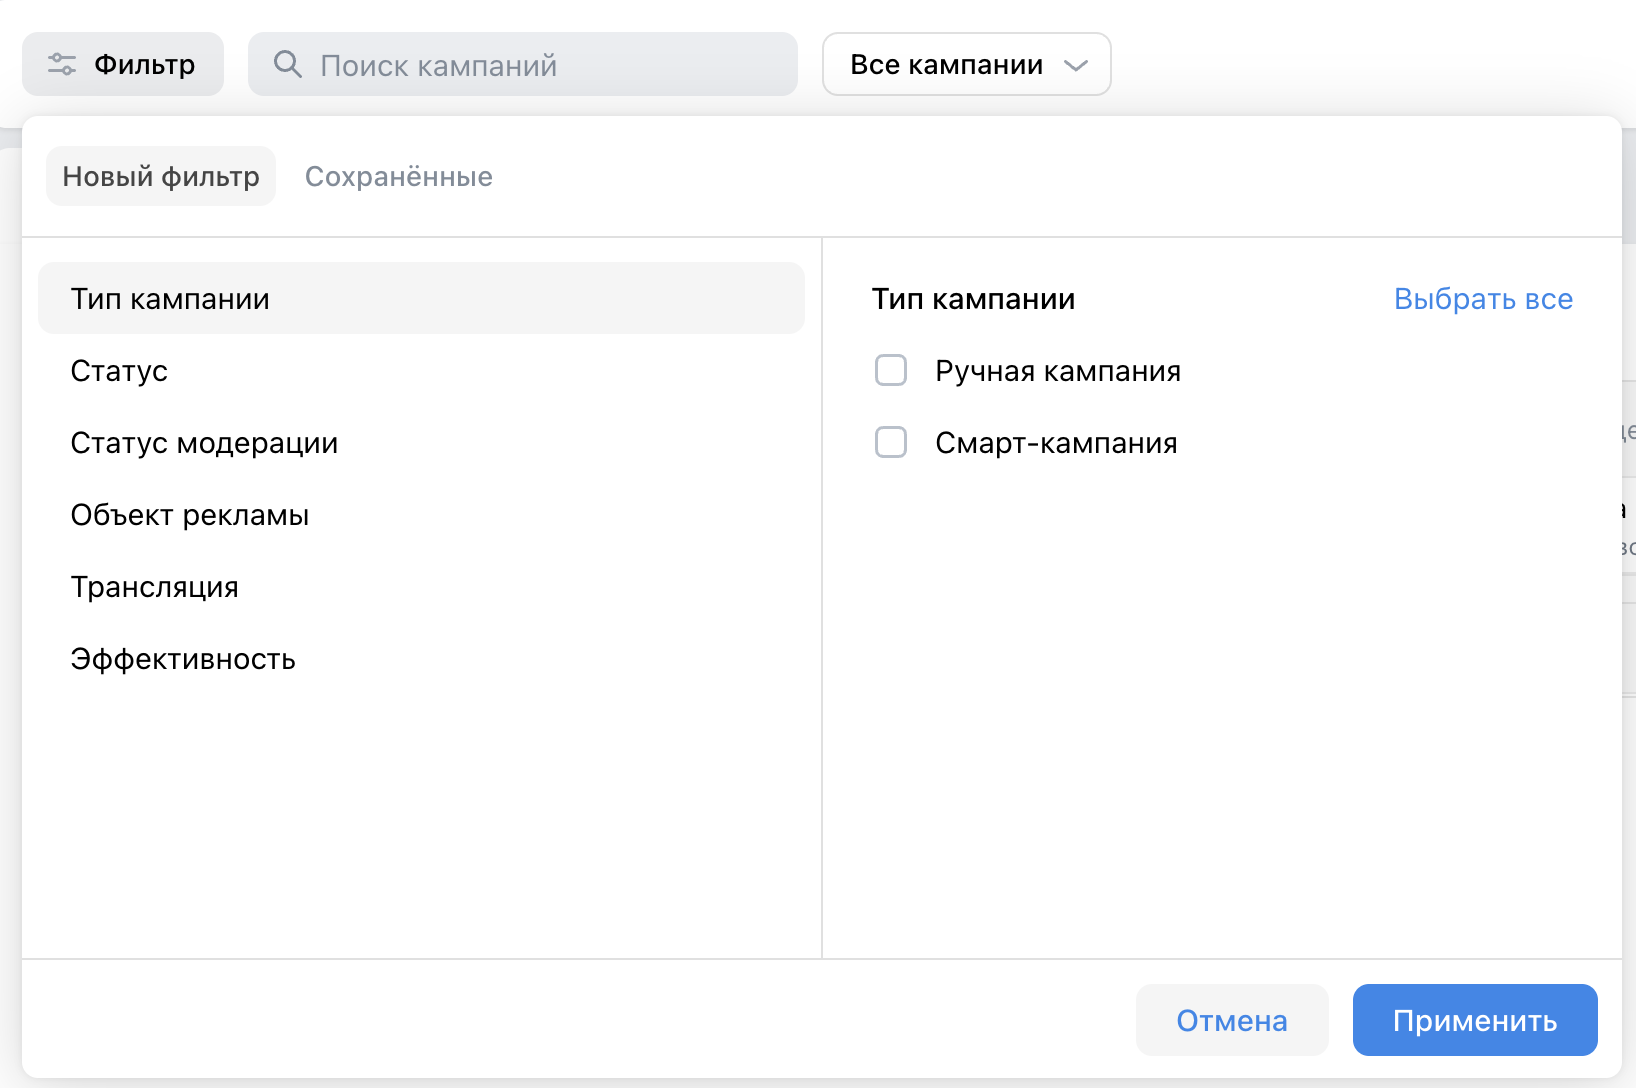 Фильтр
Поиск кампаний
Все кампании
Новый фильтр
Сохранённые
Тип кампании
Статус
Статус модерации
Объект рекламы
Трансляция
Эффективность
Тип кампании
Выбрать все
Ручная кампания
Смарт-кампания
Отмена
Применить